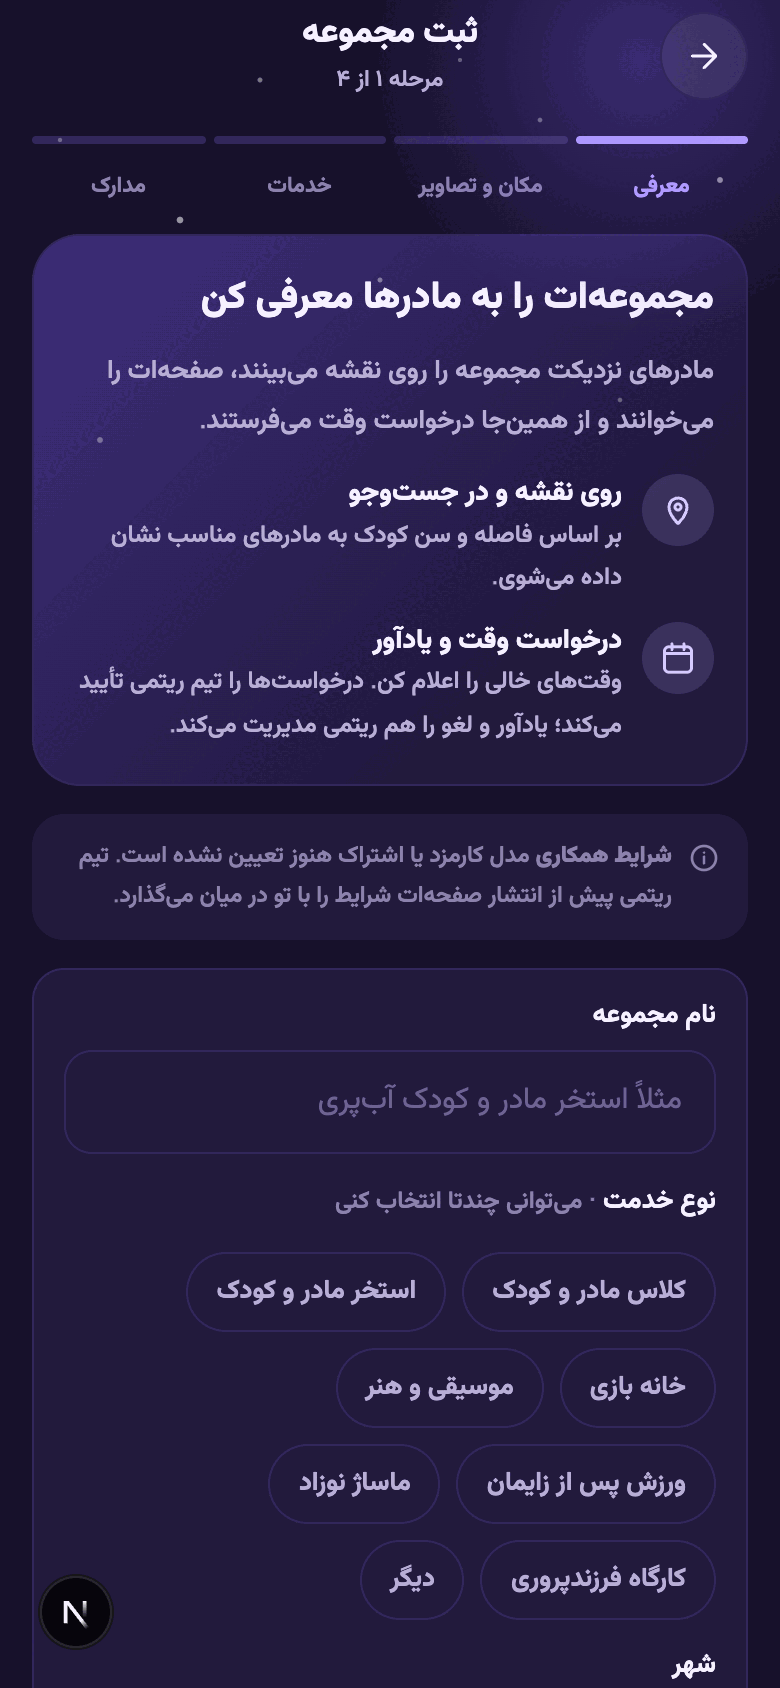 ثبت مجموعه
مرحله ۱ از ۴
معرفی
مکان و تصاویر
خدمات
مدارک
مجموعه‌ات را به مادرها معرفی کن
مادرهای نزدیکت مجموعه را روی نقشه می‌بینند، صفحه‌ات را
می‌خوانند و از همین‌جا درخواست وقت می‌فرستند.
روی نقشه و در جست‌وجو
بر اساس فاصله و سن کودک به مادرهای مناسب نشان
داده می‌شوی.
درخواست وقت و یادآور
وقت‌های خالی را اعلام کن. درخواست‌ها را تیم ریتمی تأیید
می‌کند؛ یادآور و لغو را هم ریتمی مدیریت می‌کند.
شرایط همکاری مدل کارمزد یا اشتراک هنوز تعیین نشده است. تیم
ریتمی پیش از انتشار صفحه‌ات شرایط را با تو در میان می‌گذارد.
نام مجموعه
مثلاً استخر مادر و کودک آب‌پری
نوع خدمت · می‌توانی چندتا انتخاب کنی
کلاس مادر و کودک
استخر مادر و کودک
خانه بازی
موسیقی و هنر
ورزش پس از زایمان
ماساژ نوزاد
کارگاه فرزندپروری
دیگر
N
شهر